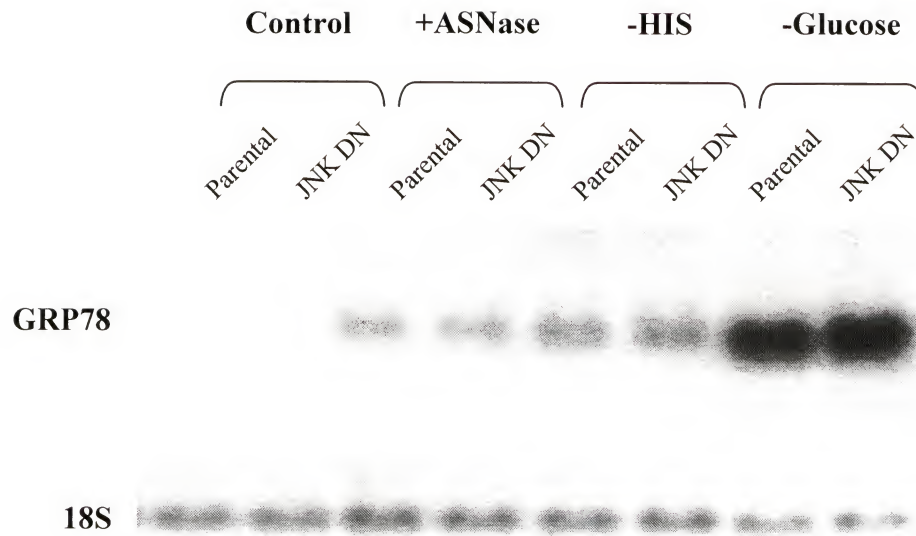 Control +ASNase -HIS -Glucose
Parental JNK DN Parental JNK DN Parental JNK DN Parental JNK DN
GRP78
18S